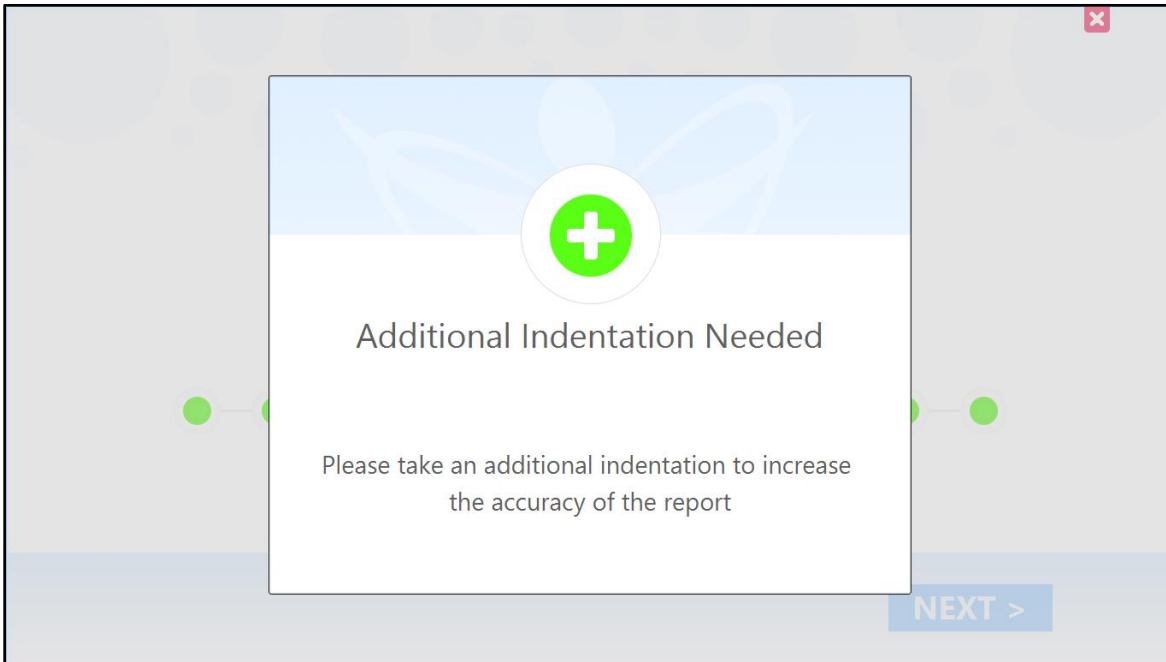 Additional Indentation Needed
Please take an additional indentation to increase
the accuracy of the report
NEXT >